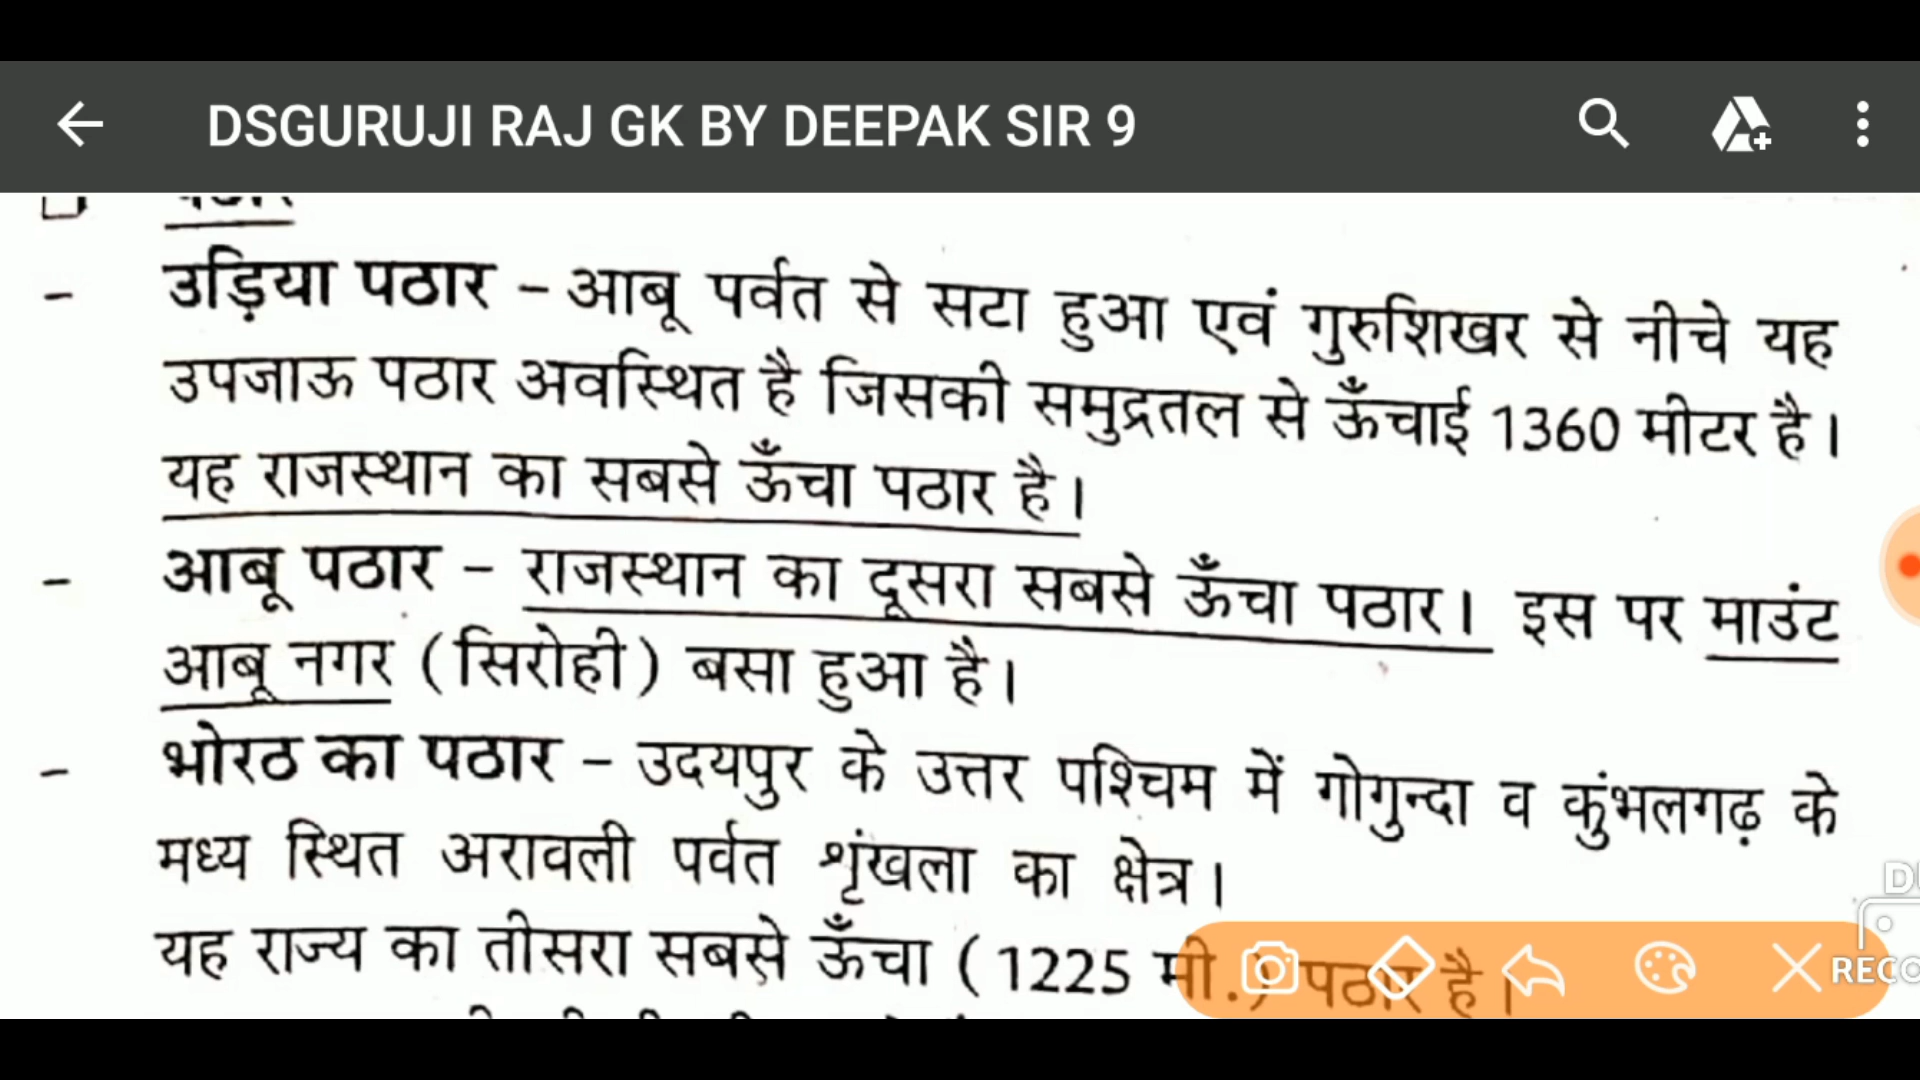 DSGURUJI RAJ GK BY DEEPAK SIR 9
- उड़िया पठार – आबू पर्वत से सटा हुआ एवं गुरुशिखर से नीचे यह
उपजाऊ पठार अवस्थित है जिसकी समुद्रतल से ऊँचाई 1360 मीटर है।
यह राजस्थान का सबसे ऊँचा पठार है।
- आबू पठार – राजस्थान का दूसरा सबसे ऊँचा पठार। इस पर माउंट
आबू नगर (सिरोही) बसा हुआ है।
- भोरठ का पठार – उदयपुर के उत्तर पश्चिम में गोगुन्दा व कुंभलगढ़ के
मध्य स्थित अरावली पर्वत शृंखला का क्षेत्र।
यह राज्य का तीसरा सबसे ऊँचा (1225 मी.) पठार है।